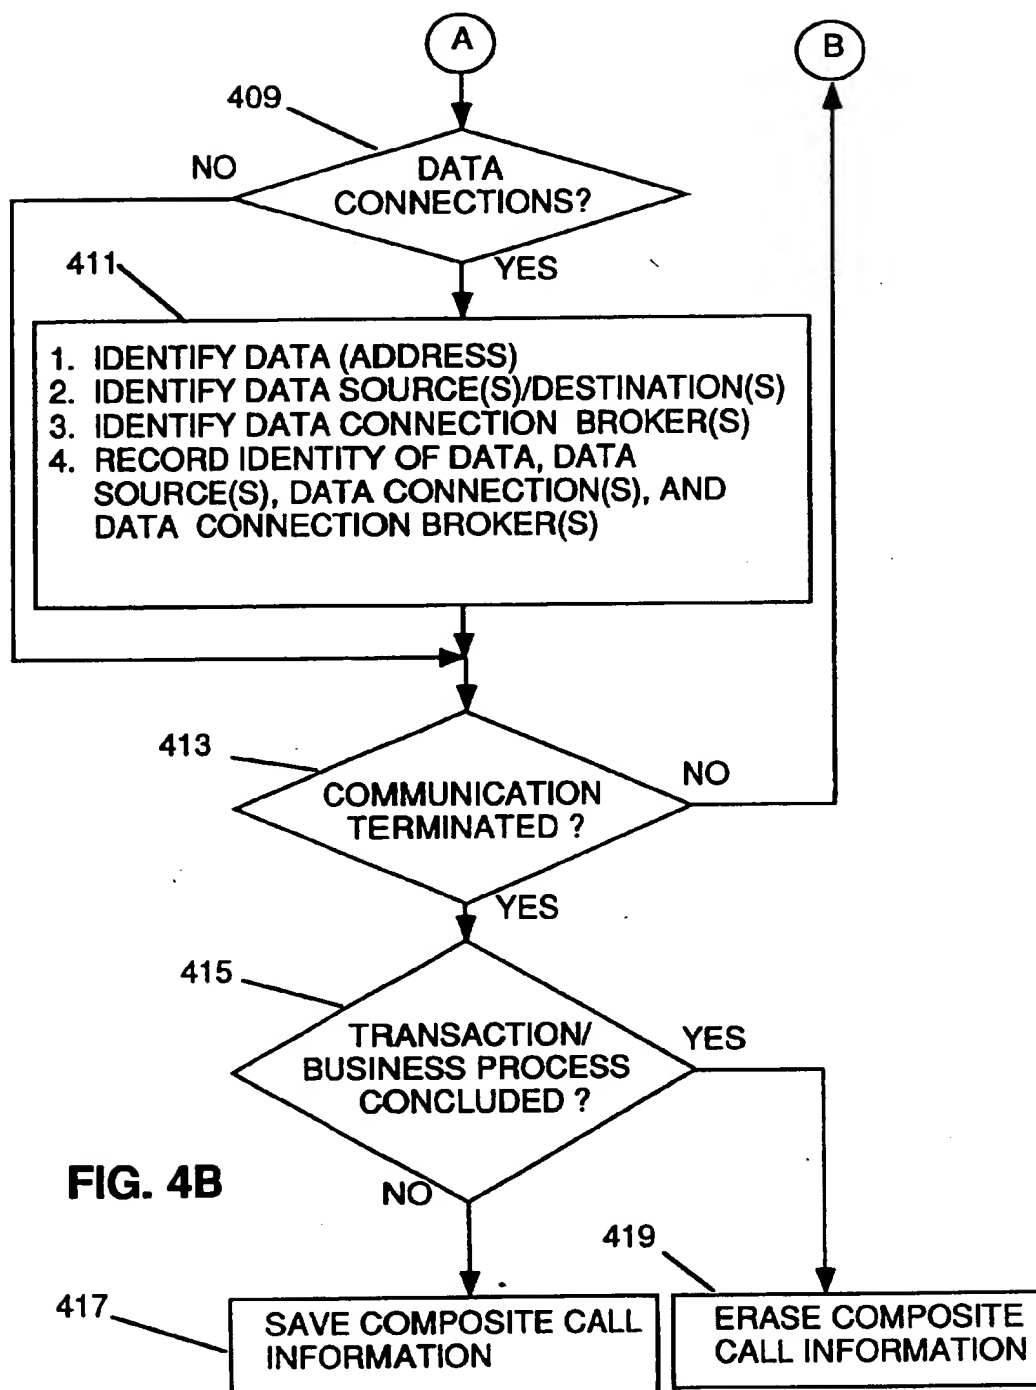 A
B
409
NO
DATA
CONNECTIONS?
411
YES
1. IDENTIFY DATA (ADDRESS)
2. IDENTIFY DATA SOURCE(S)/DESTINATION(S)
3. IDENTIFY DATA CONNECTION BROKER(S)
4. RECORD IDENTITY OF DATA, DATA
SOURCE(S), DATA CONNECTION(S), AND
DATA CONNECTION BROKER(S)
413
NO
COMMUNICATION
TERMINATED ?
YES
415
YES
TRANSACTION/
BUSINESS PROCESS
CONCLUDED ?
FIG. 4B
NO
419
417
SAVE COMPOSITE CALL
INFORMATION
ERASE COMPOSITE
CALL INFORMATION